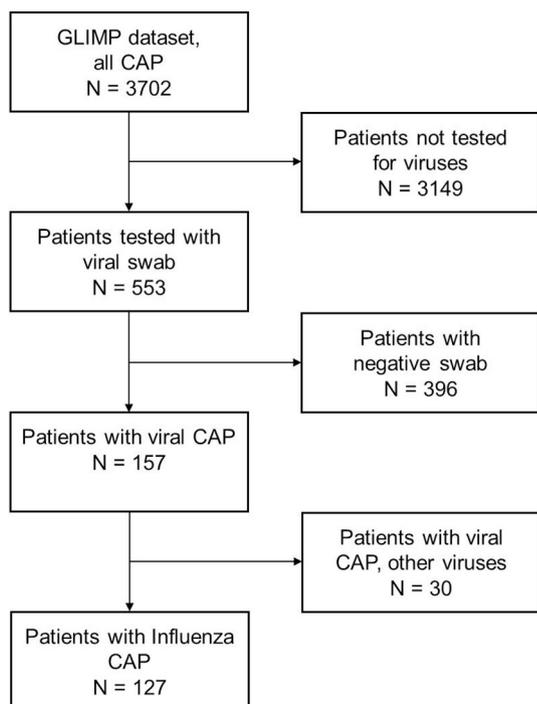 GLIMP dataset,
all CAP
N = 3702
Patients not tested
for viruses
N = 3149
Patients tested with
viral swab
N = 553
Patients with
negative swab
N = 396
Patients with viral CAP
N = 157
Patients with viral
CAP, other viruses
N = 30
Patients with Influenza
CAP
N = 127